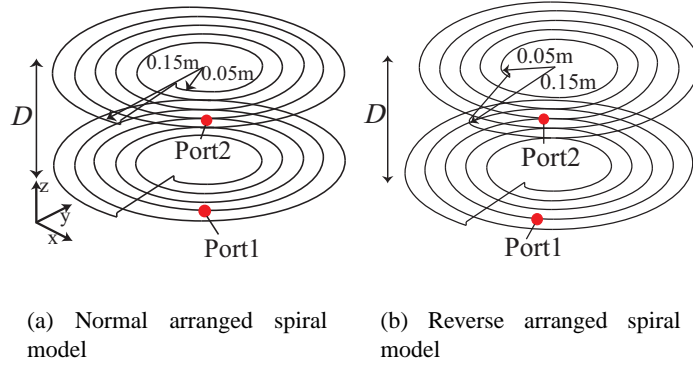 0.15m
0.05m
D
Port2
z
y
x
Port1
(a) Normal arranged spiral
model
0.05m
0.15m
D
Port2
Port1
(b) Reverse arranged spiral
model